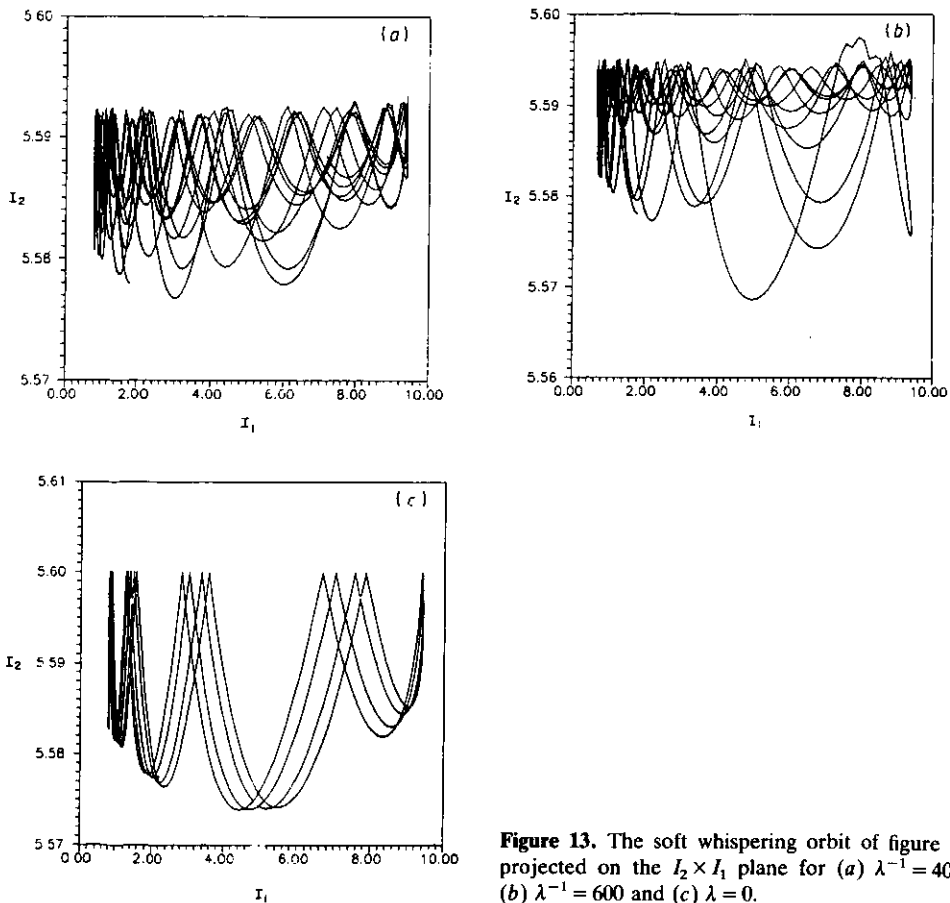 5.60
(a)
5.59
I₂
5.58
5.57
0.00 2.00 4.00 6.00 8.00 10.00
I₁
5.60
(b)
5.59
I₂
5.58
5.57
5.56
0.00 2.00 4.00 6.00 8.00 10.00
I₁
5.61
(c)
5.60
I₂ 5.59
5.58
5.57
0.00 2.00 4.00 6.00 8.00 10.00
I₁
Figure 13. The soft whispering orbit of figure
projected on the I₂ × I₁ plane for (a) λ⁻¹ = 40
(b) λ⁻¹ = 600 and (c) λ = 0.